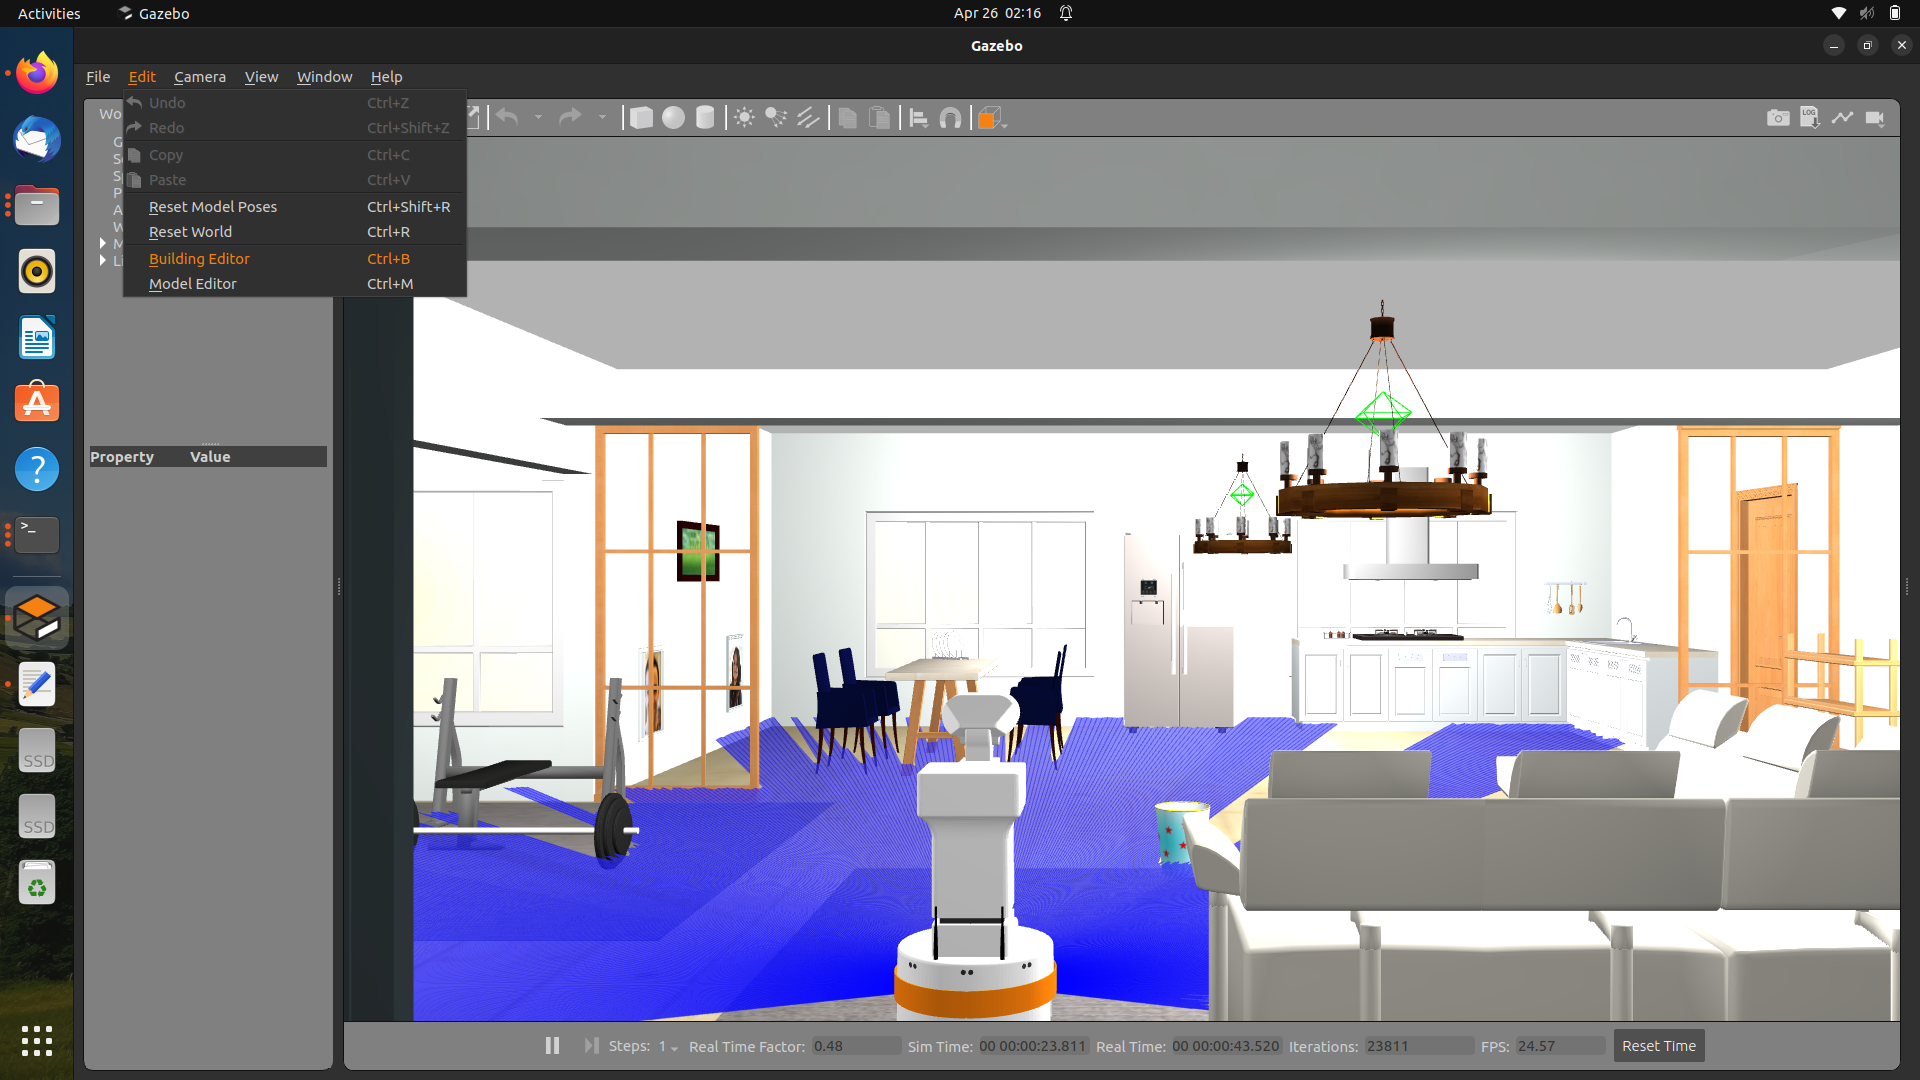 Activities Gazebo Apr 26 02:16
Gazebo
File Edit Camera View Window Help
Undo Ctrl+Z
Redo Ctrl+Shift+Z
Copy Ctrl+C
Paste Ctrl+V
Reset Model Poses Ctrl+Shift+R
Reset World Ctrl+R
Building Editor Ctrl+B
Model Editor Ctrl+M
LOG
Property Value
SSD
SSD
Steps: 1 Real Time Factor: 0.48 Sim Time: 00 00:00:23.811 Real Time: 00 00:00:43.520 Iterations: 23811 FPS: 24.57 Reset Time